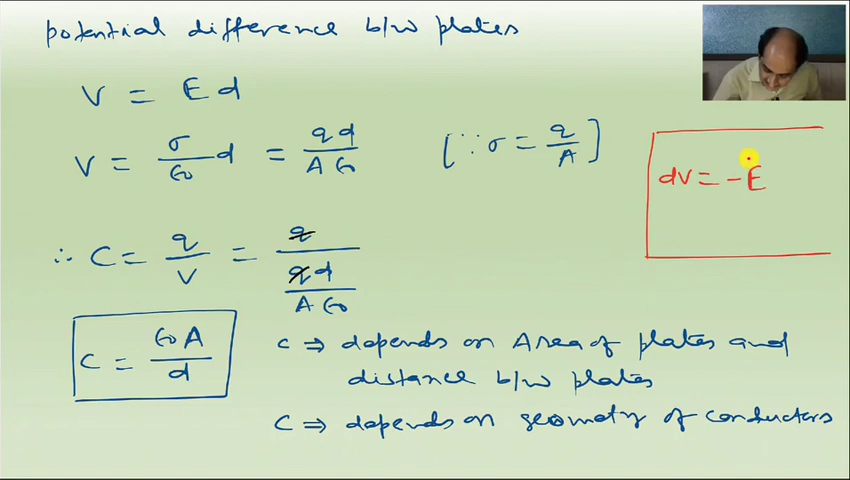 potential difference b/w plates
V = Ed
V = σ/ε₀ d = qd/Aε₀ [∵ σ = q/A]
dV = -E
∴ C = q/V = q/(qd/Aε₀)
C = ε₀A/d
C ⇒ depends on Area of plates and
distance b/w plates
C ⇒ depends on geometry of conductors